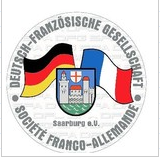 DEUTSCH-FRANZÖSISCHE GESELLSCHAFT
Saarburg e.V.
SOCIÉTÉ FRANCO-ALLEMANDE